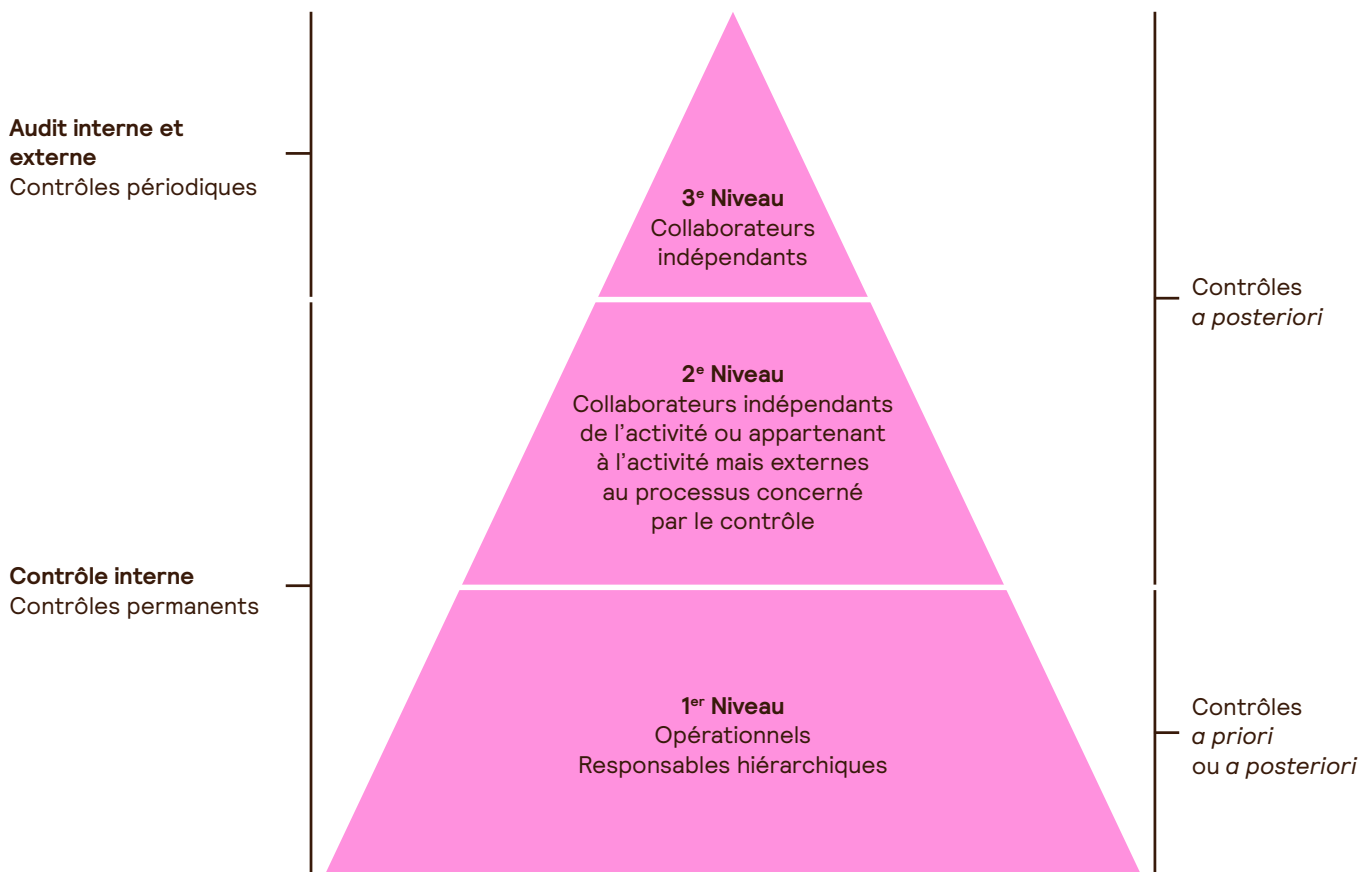 Audit interne et
externe
Contrôles périodiques
3e Niveau
Collaborateurs
indépendants
Contrôles
a posteriori
2e Niveau
Collaborateurs indépendants
de l’activité ou appartenant
à l’activité mais externes
au processus concerné
par le contrôle
Contrôle interne
Contrôles permanents
1er Niveau
Opérationnels
Responsables hiérarchiques
Contrôles
a priori
ou a posteriori